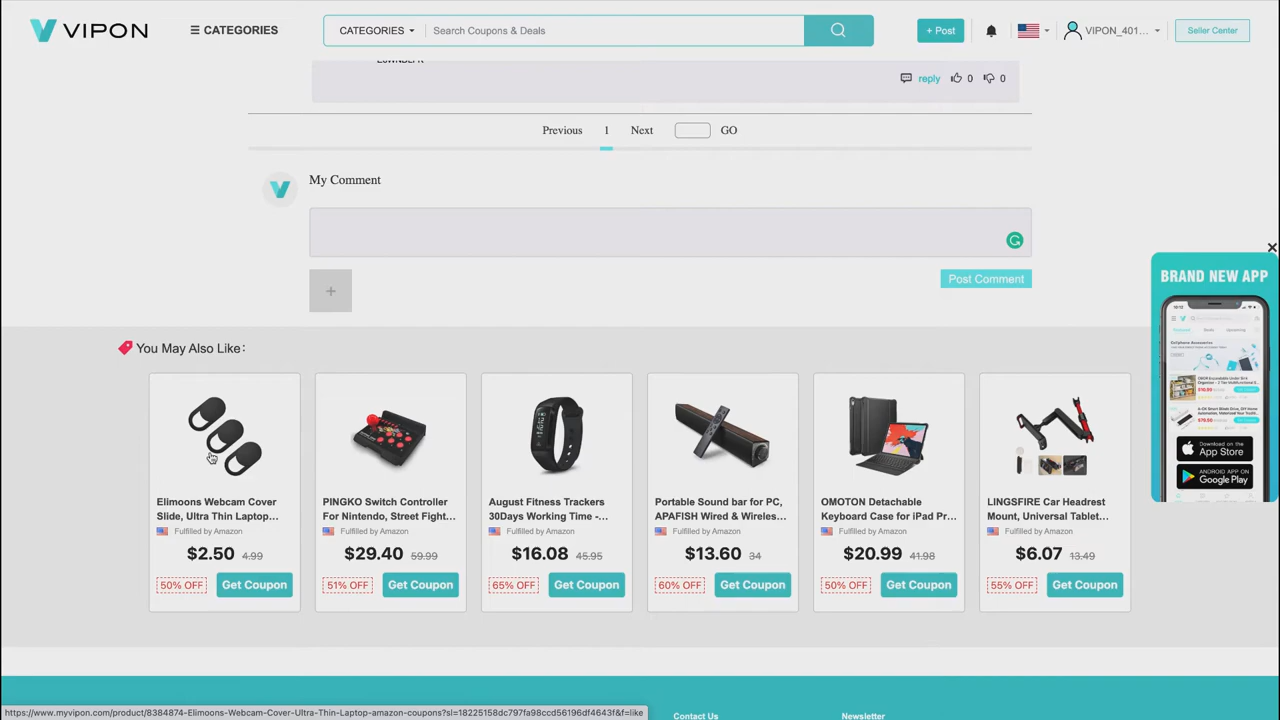 VIPON
☰ CATEGORIES
CATEGORIES
Search Coupons & Deals
+ Post
VIPON_401...
Seller Center
reply
0
0
Previous
1
Next
GO
My Comment
+
Post Comment
BRAND NEW APP
Download on the
App Store
ANDROID APP ON
Google Play
You May Also Like:
Elimoons Webcam Cover
Slide, Ultra Thin Laptop...
Fulfilled by Amazon
$2.50 4.99
50% OFF
Get Coupon
PINGKO Switch Controller
For Nintendo, Street Fight...
Fulfilled by Amazon
$29.40 59.99
51% OFF
Get Coupon
August Fitness Trackers
30Days Working Time -...
Fulfilled by Amazon
$16.08 45.95
65% OFF
Get Coupon
Portable Sound bar for PC,
APAFISH Wired & Wireles...
Fulfilled by Amazon
$13.60 34
60% OFF
Get Coupon
OMOTON Detachable
Keyboard Case for iPad Pr...
Fulfilled by Amazon
$20.99 41.98
50% OFF
Get Coupon
LINGSFIRE Car Headrest
Mount, Universal Tablet...
Fulfilled by Amazon
$6.07 13.49
55% OFF
Get Coupon
https://www.myvipon.com/product/8384874-Elimoons-Webcam-Cover-Ultra-Thin-Laptop-amazon-coupons?sl=18225158dc797fa98ccd56196df4643f&f=like
Contact Us
Newsletter